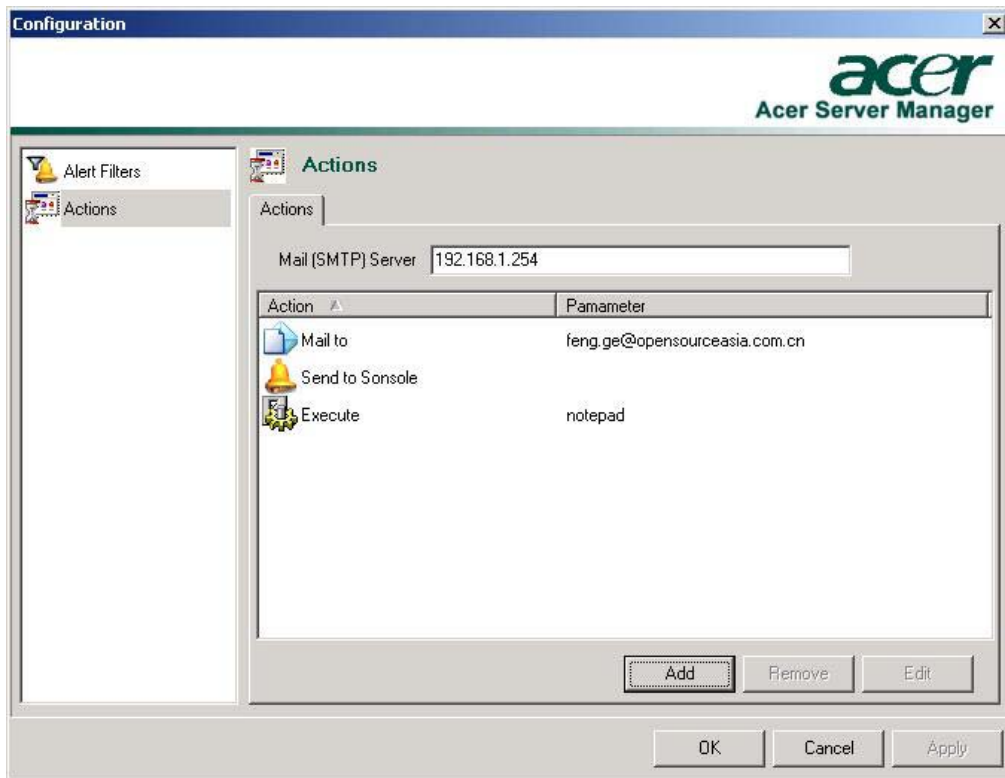 Configuration
acer
Acer Server Manager
Alert Filters
Actions
Actions
Actions
Mail (SMTP) Server 192.168.1.254
Action Pamameter
Mail to feng.ge@opensourceasia.com.cn
Send to Sonsole
Execute notepad
Add Remove Edit
OK Cancel Apply